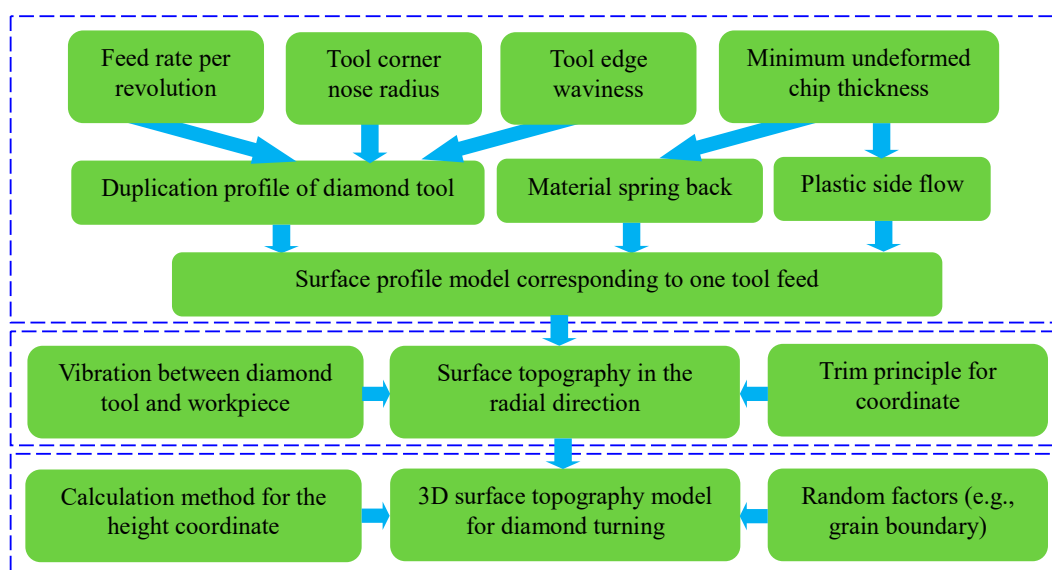 Feed rate per
revolution
Tool corner
nose radius
Tool edge
waviness
Minimum undeformed
chip thickness
Duplication profile of diamond tool
Material spring back
Plastic side flow
Surface profile model corresponding to one tool feed
Vibration between diamond
tool and workpiece
Surface topography in the
radial direction
Trim principle for
coordinate
Calculation method for the
height coordinate
3D surface topography model
for diamond turning
Random factors (e.g.,
grain boundary)